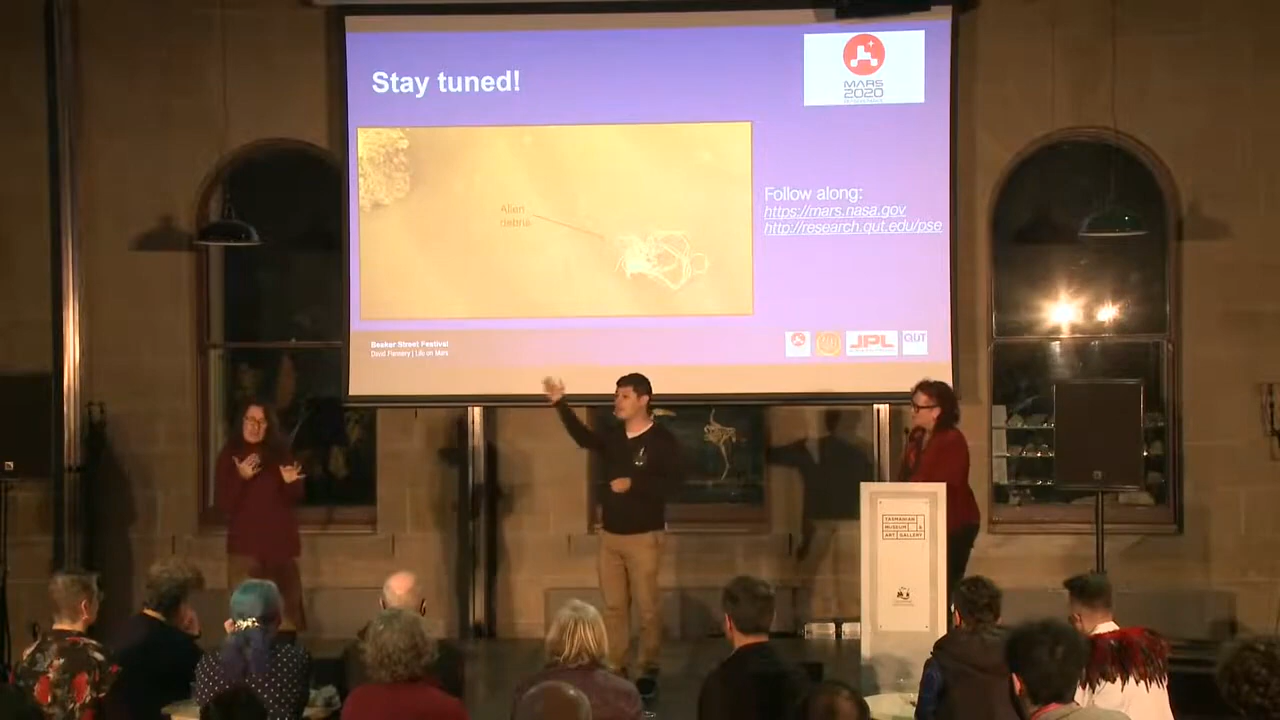 Stay tuned!
MARS
2020
Alien
debris
Follow along:
https://mars.nasa.gov
http://research.qut.edu/pse
Beaker Street Festival
David Flannery | Life on Mars
JPL
QUT
TASMANIAN
MUSEUM &
ART GALLERY